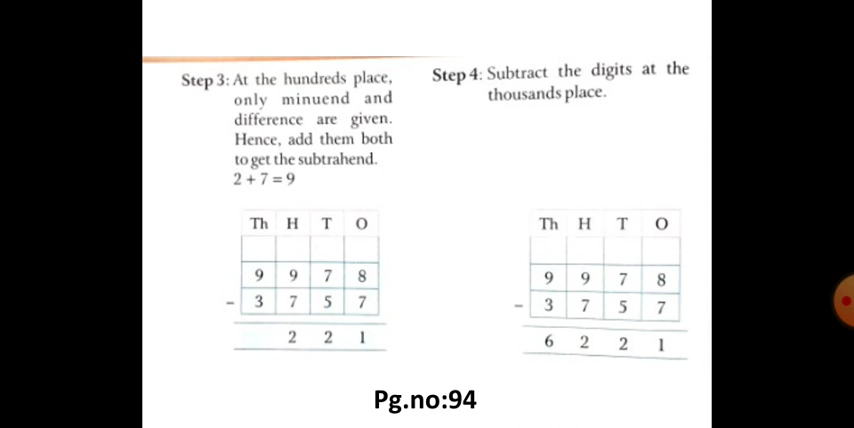 Step 3: At the hundreds place,
only minuend and
difference are given.
Hence, add them both
to get the subtrahend.
2 + 7 = 9
Th H T O
9 9 7 8
– 3 7 5 7
2 2 1
Step 4: Subtract the digits at the
thousands place.
Th H T O
9 9 7 8
– 3 7 5 7
6 2 2 1
Pg.no:94